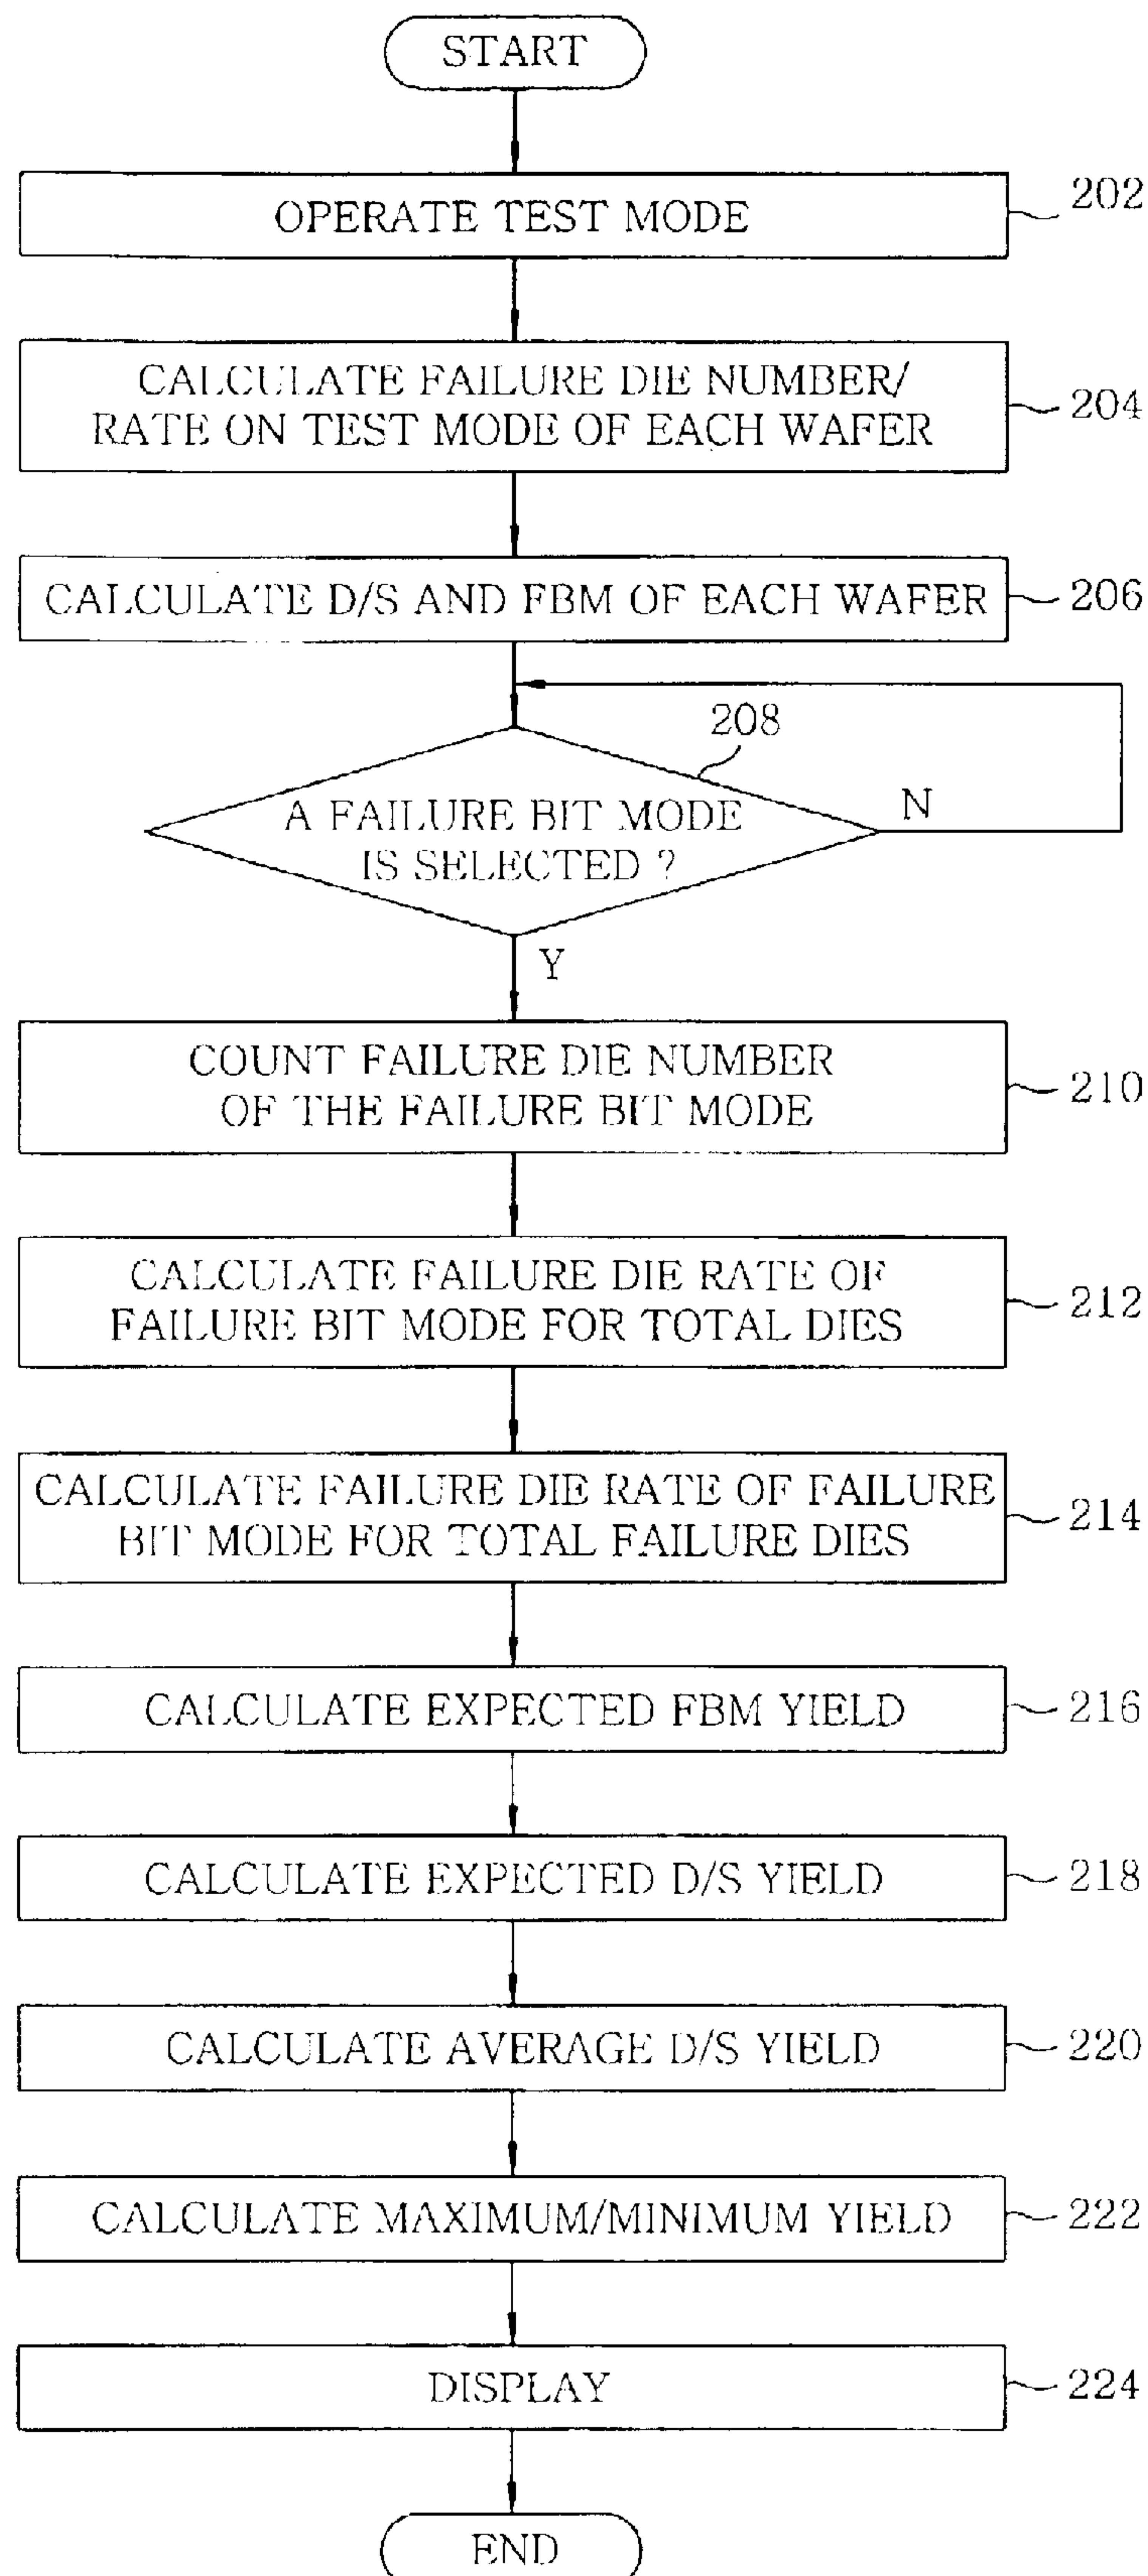 START
OPERATE TEST MODE
202
CALCULATE FAILURE DIE NUMBER/
RATE ON TEST MODE OF EACH WAFER
204
CALCULATE D/S AND FBM OF EACH WAFER
206
208
A FAILURE BIT MODE
IS SELECTED ?
N
Y
COUNT FAILURE DIE NUMBER
OF THE FAILURE BIT MODE
210
CALCULATE FAILURE DIE RATE OF
FAILURE BIT MODE FOR TOTAL DIES
212
CALCULATE FAILURE DIE RATE OF FAILURE
BIT MODE FOR TOTAL FAILURE DIES
214
CALCULATE EXPECTED FBM YIELD
216
CALCULATE EXPECTED D/S YIELD
218
CALCULATE AVERAGE D/S YIELD
220
CALCULATE MAXIMUM/MINIMUM YIELD
222
DISPLAY
224
END